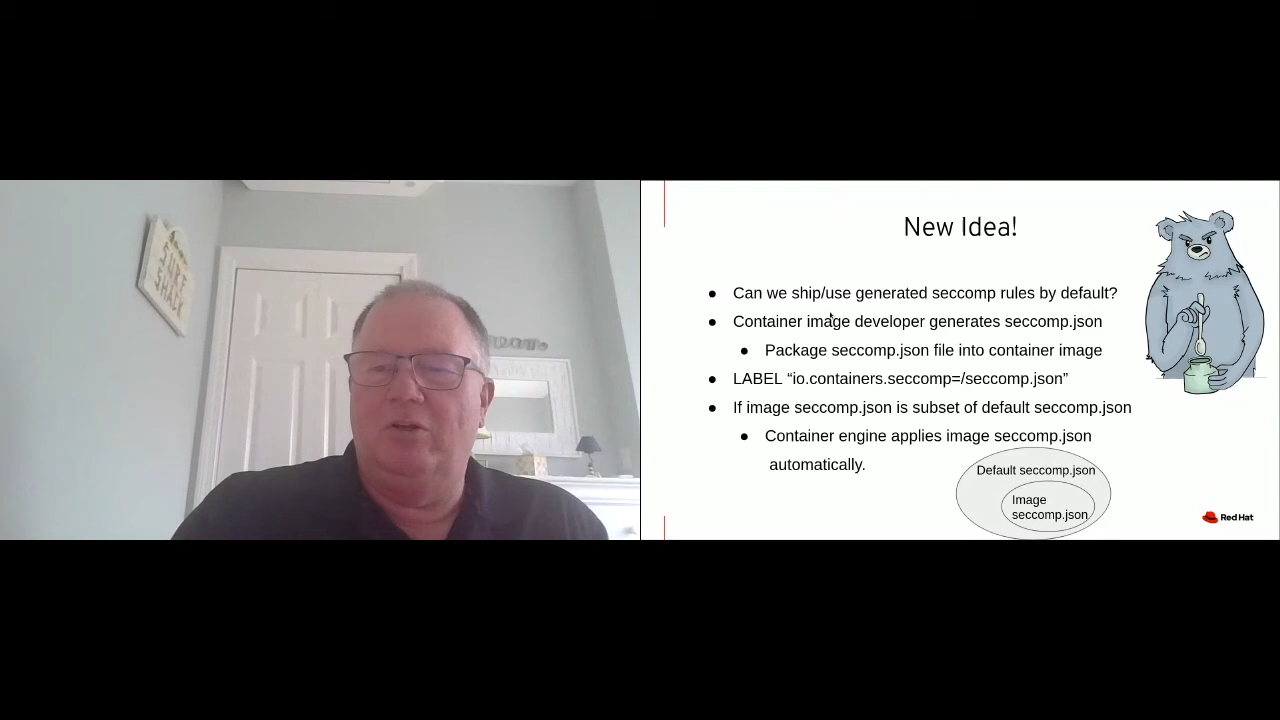 SURF
SHACK
New Idea!
● Can we ship/use generated seccomp rules by default?
● Container image developer generates seccomp.json
● Package seccomp.json file into container image
● LABEL “io.containers.seccomp=/seccomp.json”
● If image seccomp.json is subset of default seccomp.json
● Container engine applies image seccomp.json
automatically.
Default seccomp.json
Image
seccomp.json
Red Hat